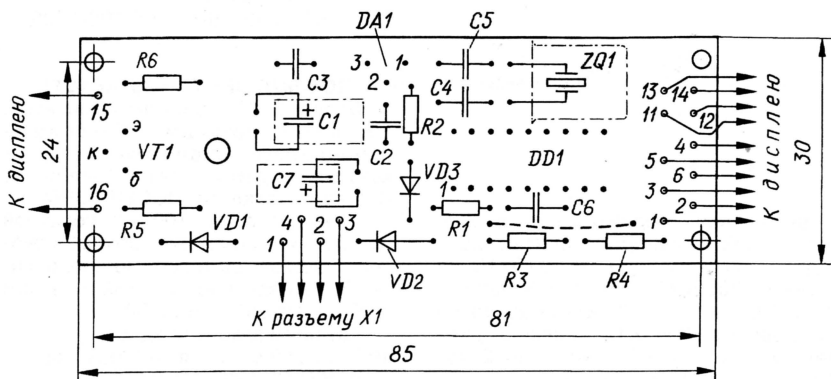 DA1
C5
R6
3
1
ZQ1
2
C3
C4
13
14
15
+
C1
11
12
К дисплею
24
э
R2
К дисплею
30
к
VT1
C2
DD1
4
5
б
C7
VD3
6
+
1
3
16
C6
2
R5
VD1
4
2
3
R1
1
1
VD2
R3
R4
К разъему X1
81
85